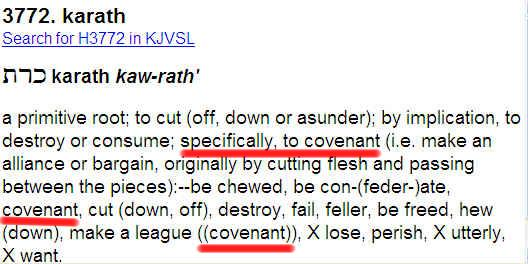 3772. karath
Search for H3772 in KJVSL
כרת karath kaw-rath'
a primitive root; to cut (off, down or asunder); by implication, to
destroy or consume; specifically, to covenant (i.e. make an
alliance or bargain, originally by cutting flesh and passing
between the pieces):--be chewed, be con-(feder-)ate,
covenant, cut (down, off), destroy, fail, feller, be freed, hew
(down), make a league ((covenant)), X lose, perish, X utterly,
X want.